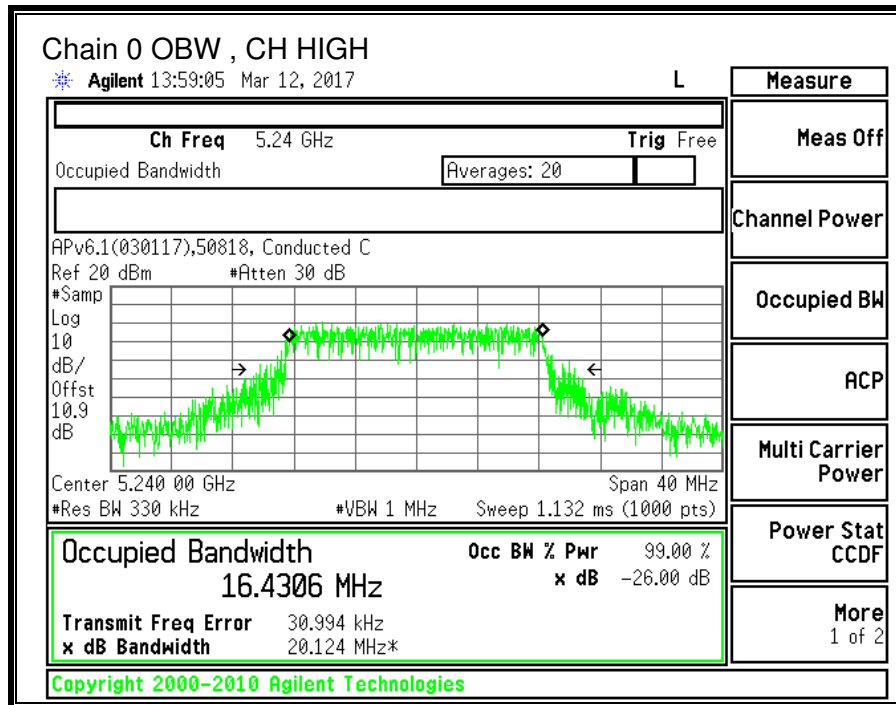 Chain 0 OBW , CH HIGH
Agilent 13:59:05 Mar 12, 2017 L Measure
Ch Freq 5.24 GHz Trig Free Meas Off
Occupied Bandwidth Averages: 20
Channel Power
APv6.1(030117),50818, Conducted C
Ref 20 dBm #Atten 30 dB
#Samp
Log
10
dB/
Offst
10.9
dB
Occupied BW
ACP
Multi Carrier
Power
Center 5.240 00 GHz Span 40 MHz
#Res BW 330 kHz #VBW 1 MHz Sweep 1.132 ms (1000 pts)
Occupied Bandwidth Occ BW % Pwr 99.00 %
16.4306 MHz x dB -26.00 dB
Transmit Freq Error 30.994 kHz
x dB Bandwidth 20.124 MHz*
Power Stat
CCDF
More
1 of 2
Copyright 2000-2010 Agilent Technologies